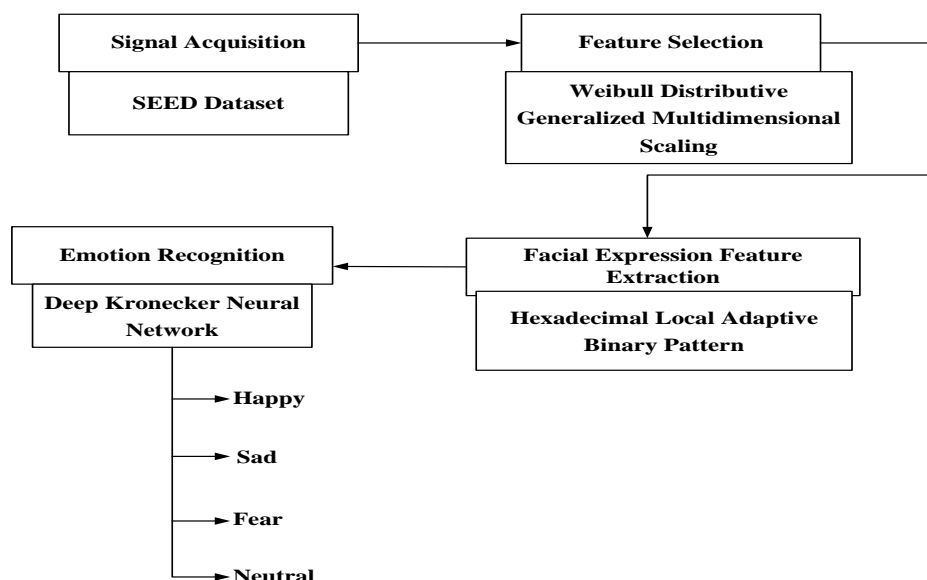 Signal Acquisition
SEED Dataset
Feature Selection
Weibull Distributive
Generalized Multidimensional
Scaling
Facial Expression Feature
Extraction
Hexadecimal Local Adaptive
Binary Pattern
Emotion Recognition
Deep Kronecker Neural
Network
Happy
Sad
Fear
Neutral